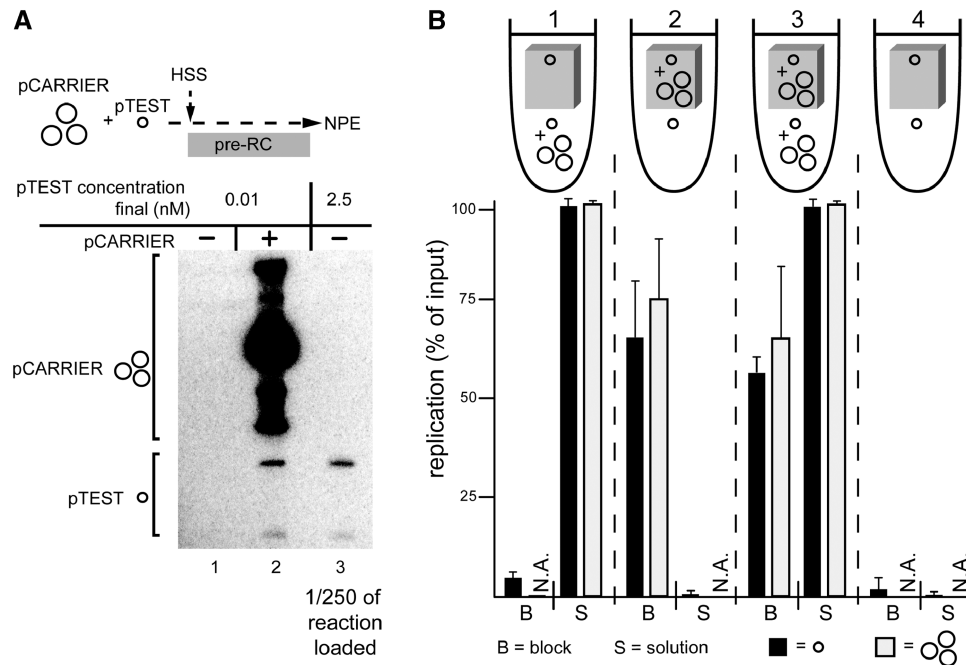 A
HSS
pCARRIER
+ pTEST
NPE
pre-RC
pTEST concentration
final (nM)
0.01
2.5
pCARRIER
− + −
pCARRIER
pTEST
1 2 3
1/250 of
reaction
loaded
B
1 2 3 4
+
+
+
+
+
replication (% of input)
100
75
50
25
N.A. N.A. N.A. N.A.
B S B S B S B S
B = block S = solution = =